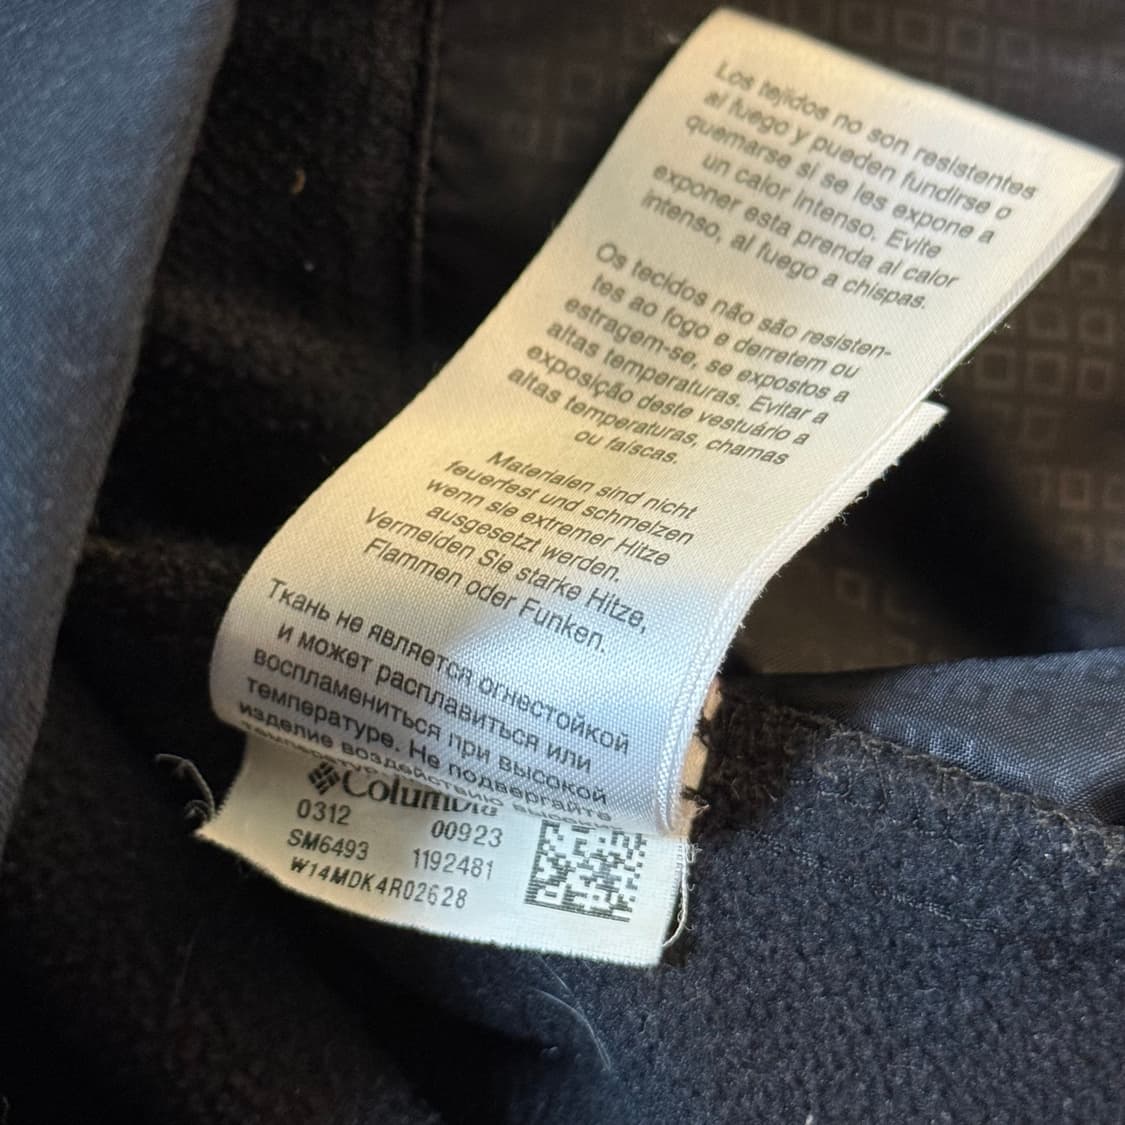 Los tejidos no son resistentes
al fuego y pueden fundirse o
quemarse si se les expone a
un calor intenso. Evite
exponer esta prenda al calor
intenso, al fuego a chispas.
Os tecidos não são resisten-
tes ao fogo e derretem ou
estragem-se, se expostos a
altas temperaturas. Evitar a
exposição deste vestuário a
altas temperaturas, chamas
ou faíscas.
Materialen sind nicht
feuerfest und schmelzen
wenn sie extremer Hitze
ausgesetzt werden.
Vermeiden Sie starke Hitze,
Flammen oder Funken.
Ткань не является огнестойкой
и может расплавиться или
воспламениться при высокой
температуре. Не подвергайте
изделие воздействию высокой
Columbia
0312 00923
SM6493 1192481
W14MDK4R02628